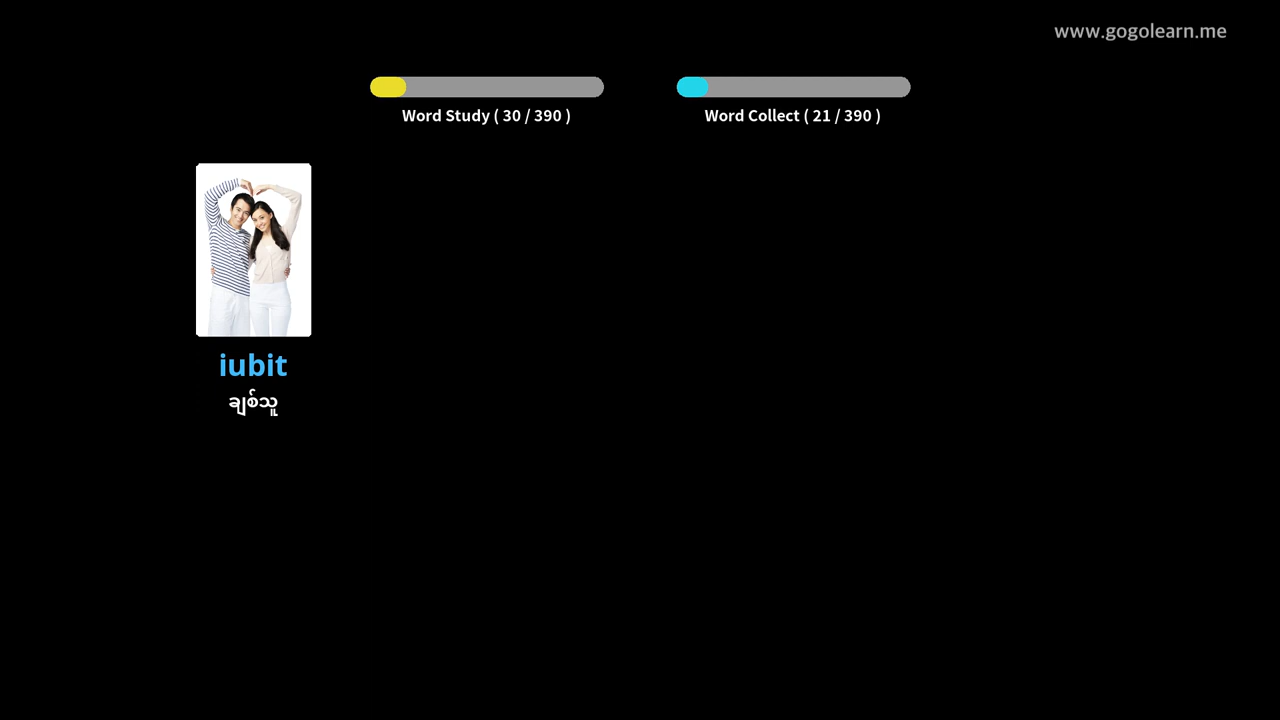 www.gogolearn.me
Word Study ( 30 / 390 )
Word Collect ( 21 / 390 )
iubit
ချစ်သူ